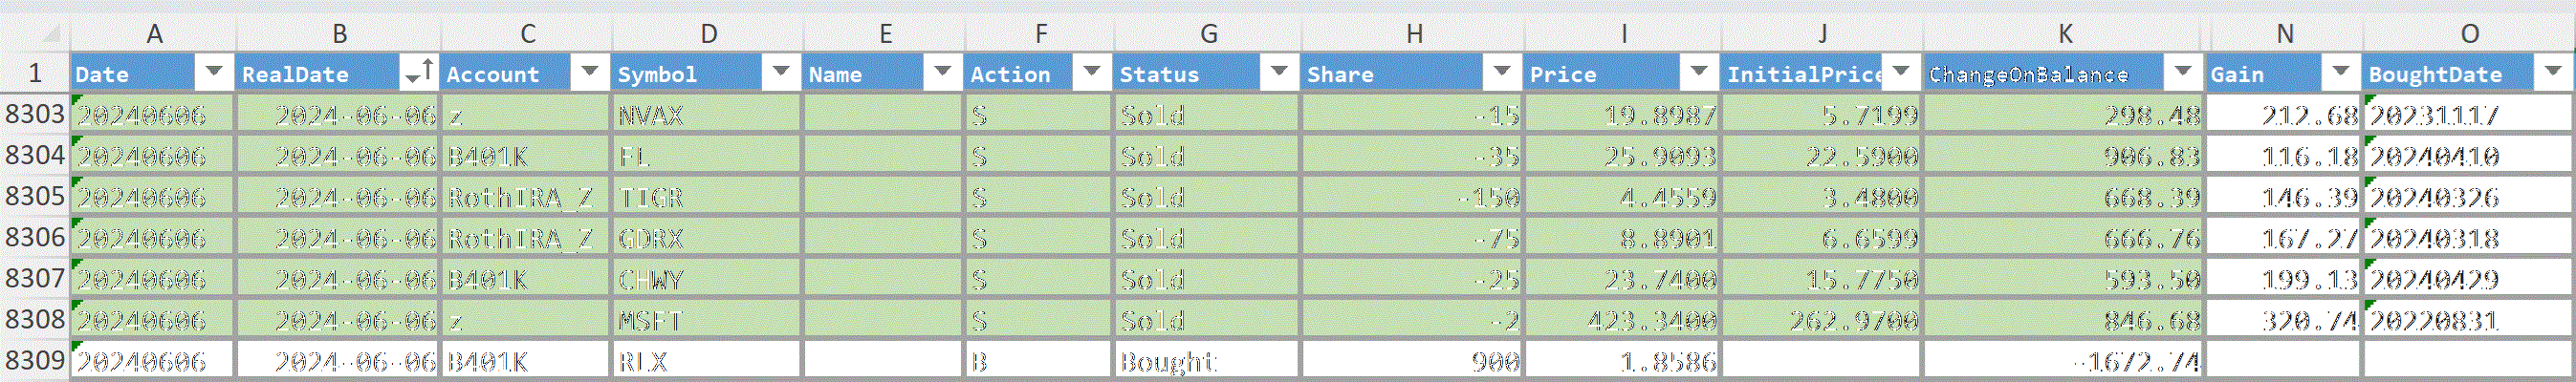 A B C D E F G H I J K N O
1 Date RealDate Account Symbol Name Action Status Share Price InitialPrice ChangeOnBalance Gain BoughtDate
8303 20240606 2024-06-06 z NVAX S Sold -15 19.8987 5.7199 298.48 212.68 20231117
8304 20240606 2024-06-06 B401K FL S Sold -35 25.9093 22.5900 906.83 116.18 20240410
8305 20240606 2024-06-06 RothIRA_Z TIGR S Sold -150 4.4559 3.4800 668.39 146.39 20240326
8306 20240606 2024-06-06 RothIRA_Z GDRX S Sold -75 8.8901 6.6599 666.76 167.27 20240318
8307 20240606 2024-06-06 B401K CHWY S Sold -25 23.7400 15.7750 593.50 199.13 20240429
8308 20240606 2024-06-06 z MSFT S Sold -2 423.3400 262.9700 846.68 320.74 20220831
8309 20240606 2024-06-06 B401K RLX B Bought 900 1.8586 -1672.74